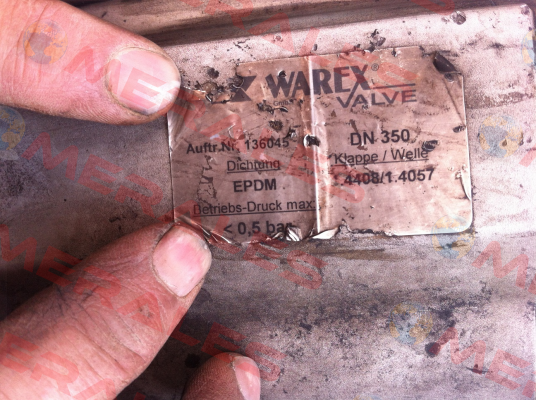 WAREX®
VALVE
Auftr.Nr. 136045
Dichtung
EPDM
Betriebs-Druck max.
< 0,5 bar
DN 350
Klappe / Welle
.4408/1.4057